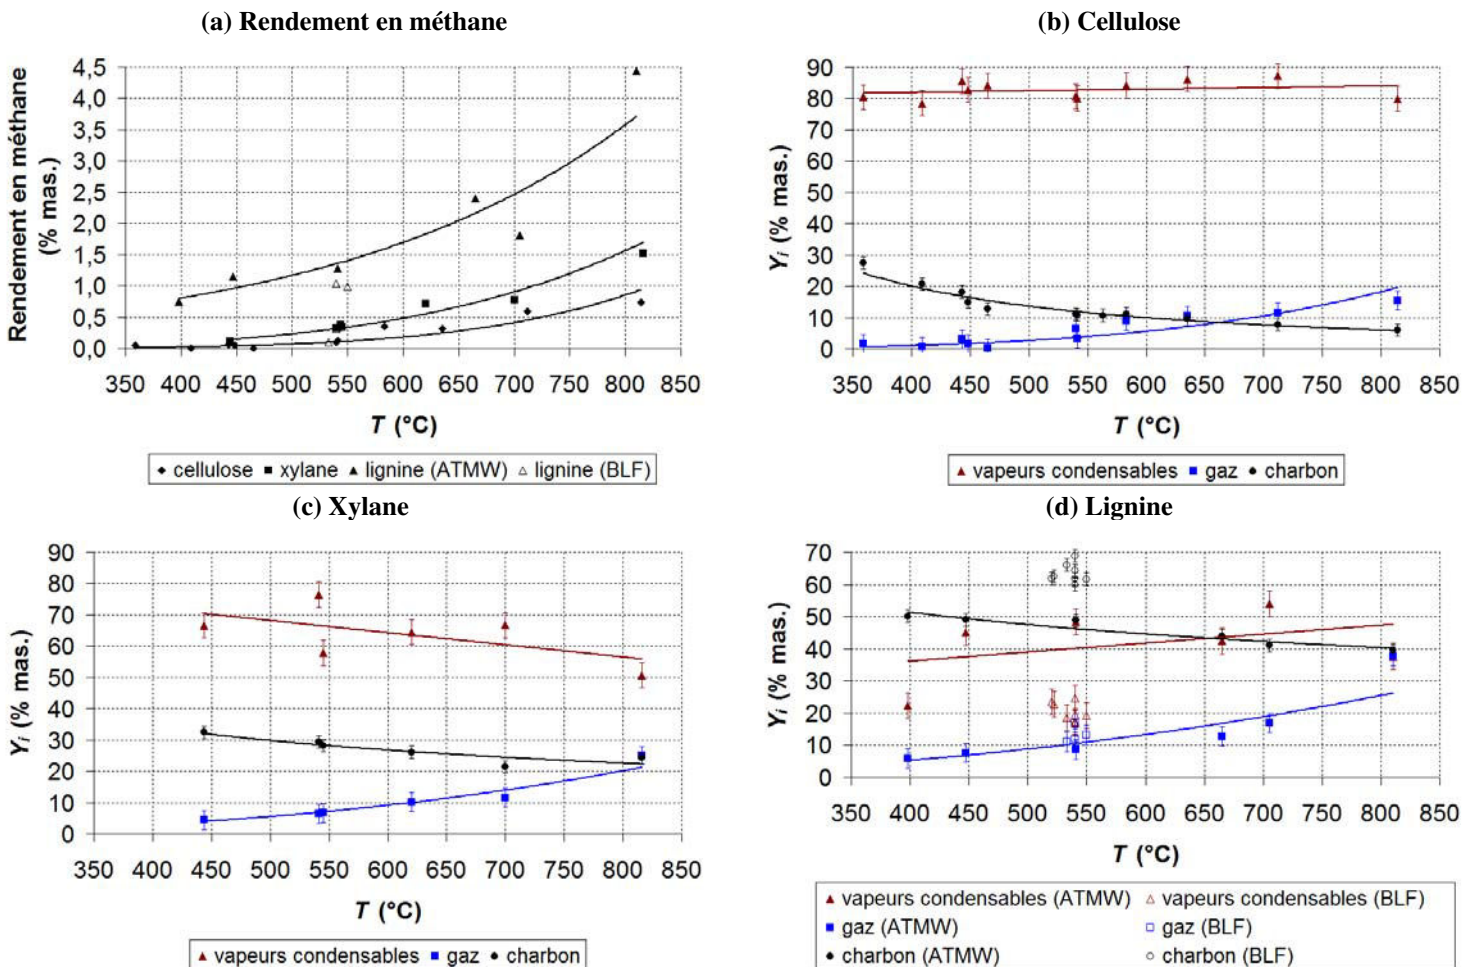 (a) Rendement en méthane
Rendement en méthane
(% mas.)
4,5
4,0
3,5
3,0
2,5
2,0
1,5
1,0
0,5
0,0
350 400 450 500 550 600 650 700 750 800 850
T (°C)
cellulose xylane lignine (ATMW) lignine (BLF)
(b) Cellulose
Yi (% mas.)
90
80
70
60
50
40
30
20
10
0
350 400 450 500 550 600 650 700 750 800 850
T (°C)
vapeurs condensables gaz charbon
(c) Xylane
Yi (% mas.)
90
80
70
60
50
40
30
20
10
0
350 400 450 500 550 600 650 700 750 800 850
T (°C)
vapeurs condensables gaz charbon
(d) Lignine
Yi (% mas.)
70
60
50
40
30
20
10
0
350 400 450 500 550 600 650 700 750 800 850
T (°C)
vapeurs condensables (ATMW) vapeurs condensables (BLF)
gaz (ATMW) gaz (BLF)
charbon (ATMW) charbon (BLF)